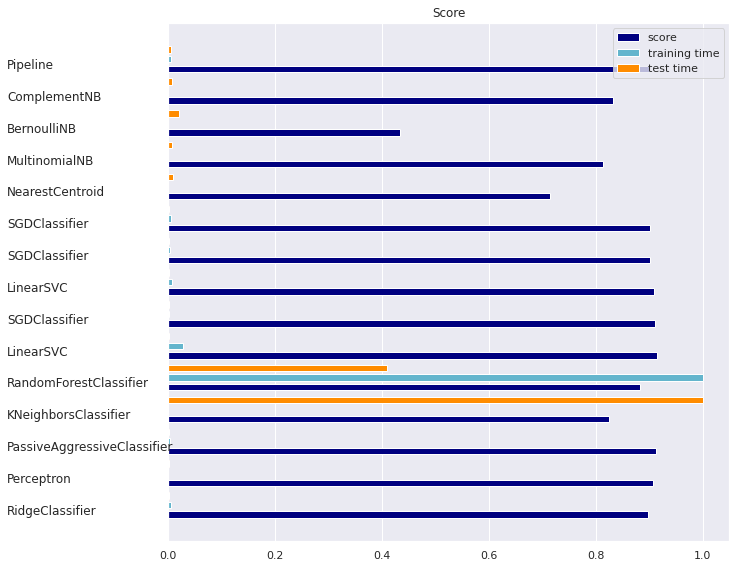 Score
score
training time
test time
Pipeline
ComplementNB
BernoulliNB
MultinomialNB
NearestCentroid
SGDClassifier
SGDClassifier
LinearSVC
SGDClassifier
LinearSVC
RandomForestClassifier
KNeighborsClassifier
PassiveAggressiveClassifier
Perceptron
RidgeClassifier
0.0 0.2 0.4 0.6 0.8 1.0